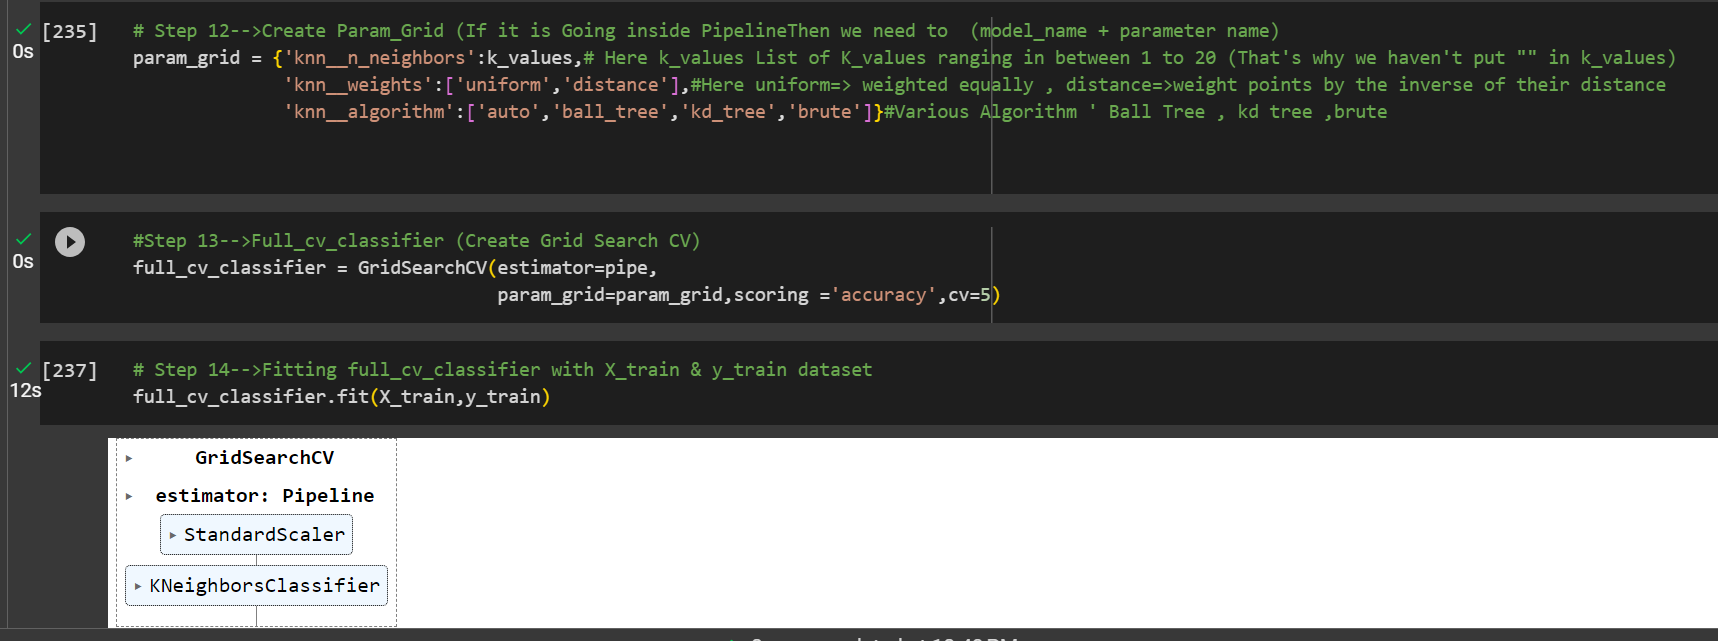 [235]
0s
# Step 12-->Create Param_Grid (If it is Going inside PipelineThen we need to  (model_name + parameter name)
param_grid = {'knn__n_neighbors':k_values,# Here k_values List of K_values ranging in between 1 to 20 (That's why we haven't put "" in k_values)
'knn__weights':['uniform','distance'],#Here uniform=> weighted equally , distance=>weight points by the inverse of their distance
'knn__algorithm':['auto','ball_tree','kd_tree','brute']}#Various Algorithm ' Ball Tree , kd tree ,brute
0s
#Step 13-->Full_cv_classifier (Create Grid Search CV)
full_cv_classifier = GridSearchCV(estimator=pipe,
param_grid=param_grid,scoring ='accuracy',cv=5)
[237]
12s
# Step 14-->Fitting full_cv_classifier with X_train & y_train dataset
full_cv_classifier.fit(X_train,y_train)
GridSearchCV
estimator: Pipeline
StandardScaler
KNeighborsClassifier